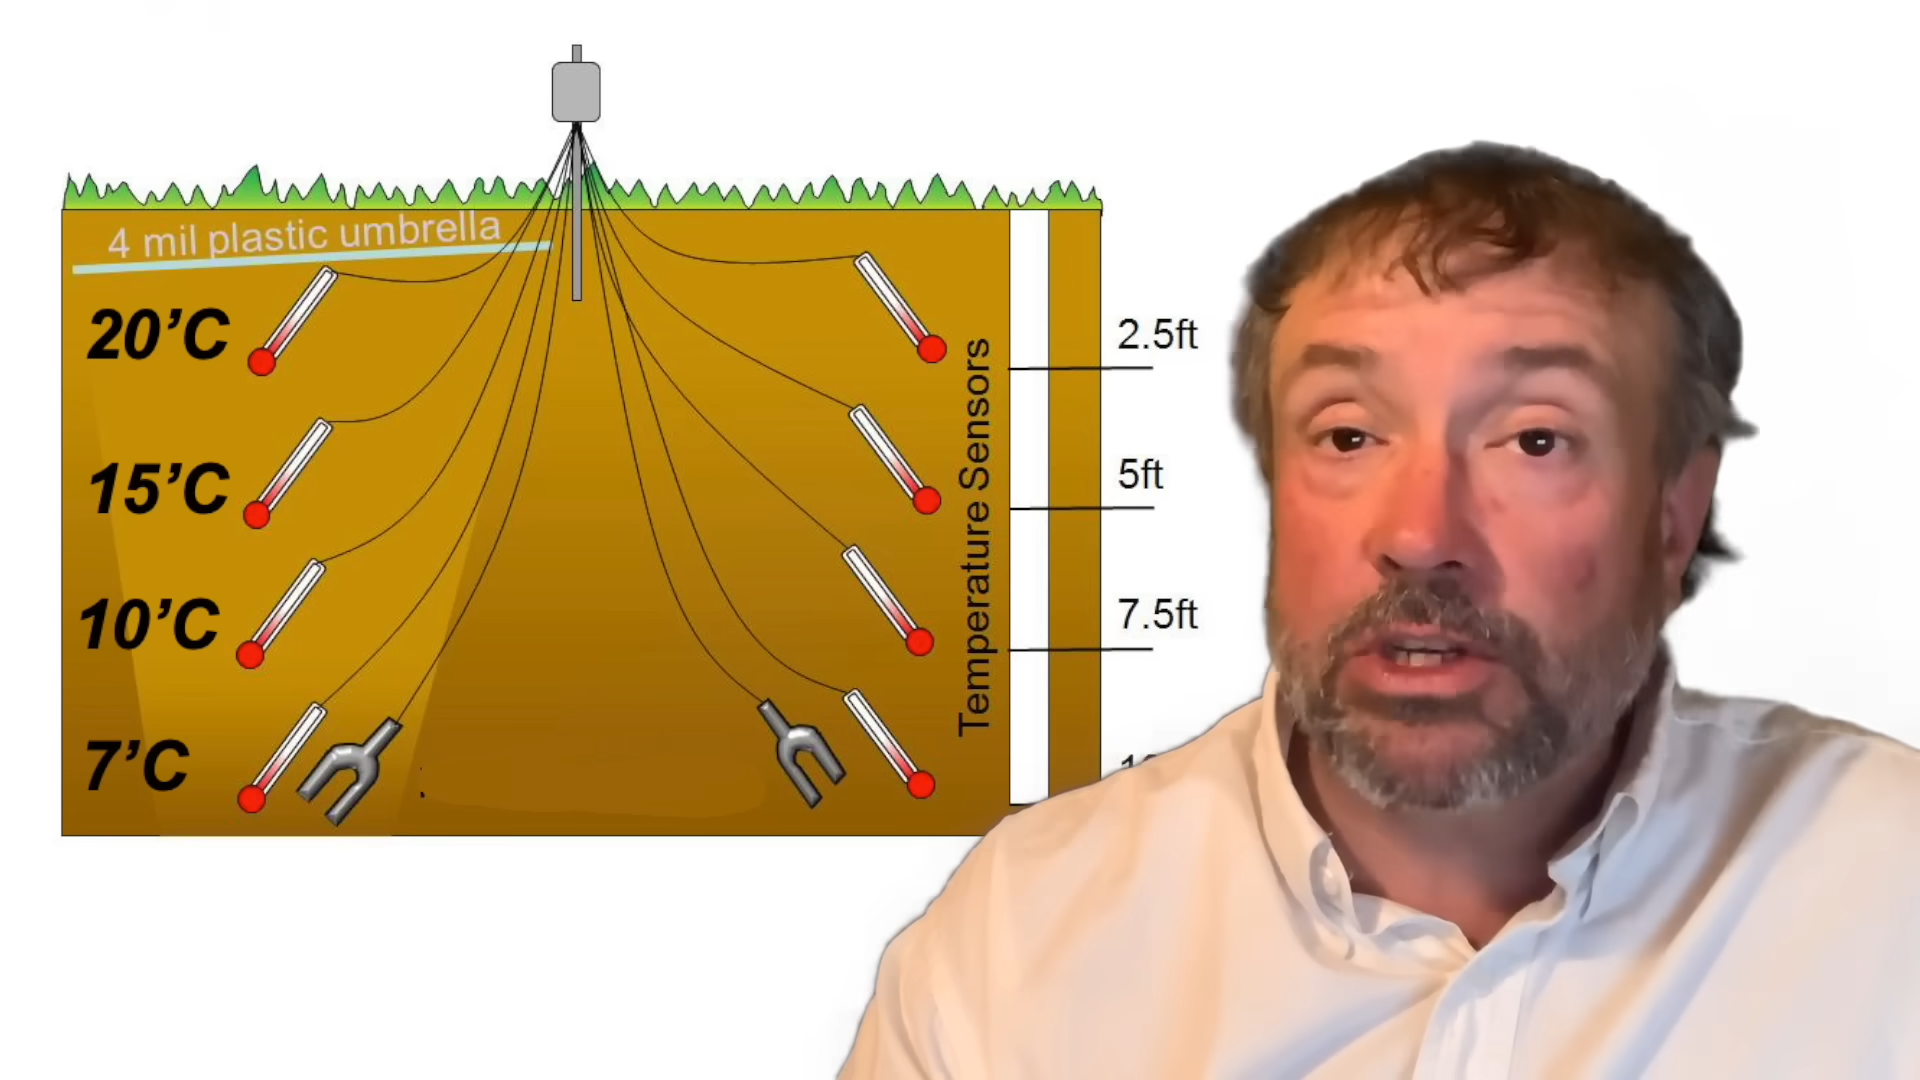 4 mil plastic umbrella
20'C
15'C
10'C
7'C
Temperature Sensors
2.5ft
5ft
7.5ft